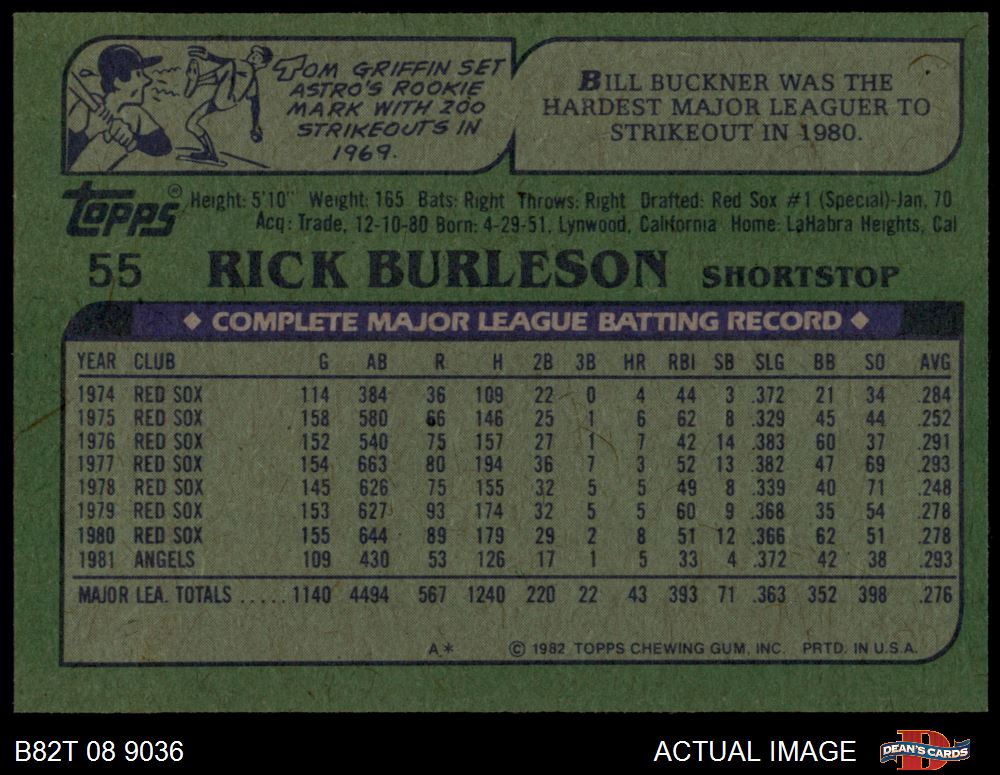 TOM GRIFFIN SET
ASTRO'S ROOKIE
MARK WITH 200
STRIKEOUTS IN
1969.
BILL BUCKNER WAS THE
HARDEST MAJOR LEAGUER TO
STRIKEOUT IN 1980.
topps® Height: 5'10" Weight: 165 Bats: Right Throws: Right Drafted: Red Sox #1 (Special)-Jan, 70
Acq: Trade, 12-10-80 Born: 4-29-51, Lynwood, California Home: LaHabra Heights, Cal
55 RICK BURLESON SHORTSTOP
◆ COMPLETE MAJOR LEAGUE BATTING RECORD ◆
YEAR CLUB G AB R H 2B 3B HR RBI SB SLG BB SO AVG
1974 RED SOX 114 384 36 109 22 0 4 44 3 .372 21 34 .284
1975 RED SOX 158 580 66 146 25 1 6 62 8 .329 45 44 .252
1976 RED SOX 152 540 75 157 27 1 7 42 14 .383 60 37 .291
1977 RED SOX 154 663 80 194 36 7 3 52 13 .382 47 69 .293
1978 RED SOX 145 626 75 155 32 5 5 49 8 .339 40 71 .248
1979 RED SOX 153 627 93 174 32 5 5 60 9 .368 35 54 .278
1980 RED SOX 155 644 89 179 29 2 8 51 12 .366 62 51 .278
1981 ANGELS 109 430 53 126 17 1 5 33 4 .372 42 38 .293
MAJOR LEA. TOTALS ..... 1140 4494 567 1240 220 22 43 393 71 .363 352 398 .276
A* © 1982 TOPPS CHEWING GUM, INC. PRTD. IN U.S.A.
B82T 08 9036 ACTUAL IMAGE DEAN'S CARDS